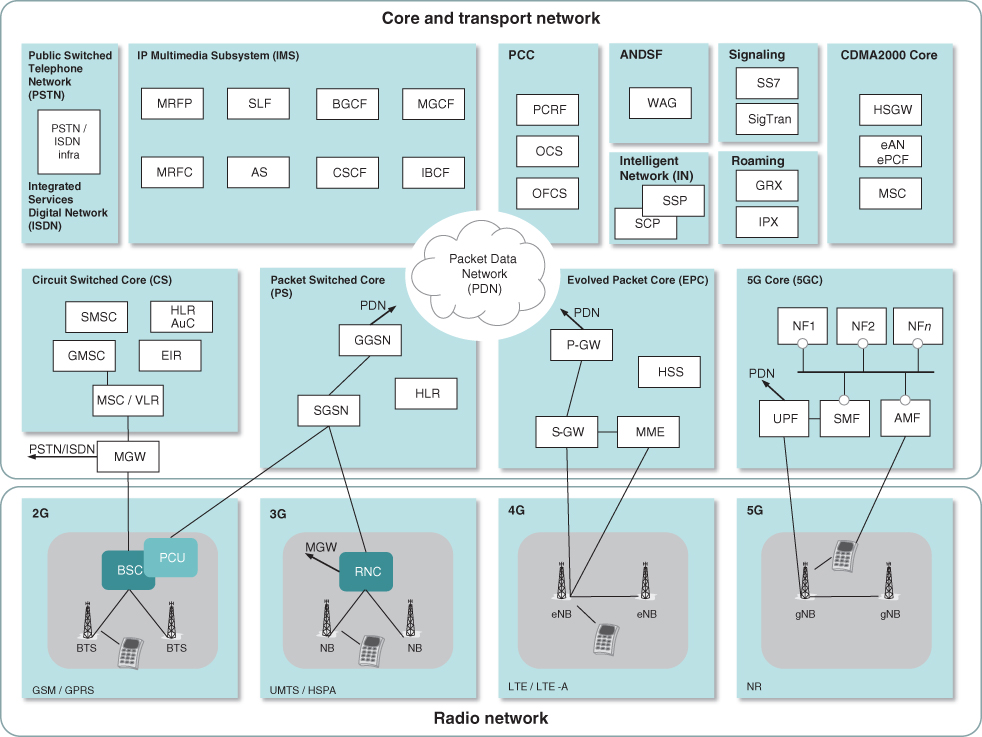 Core and transport network
Public Switched
Telephone
Network
(PSTN)
PSTN /
ISDN
infra
Integrated
Services
Digital Network
(ISDN)
IP Multimedia Subsystem (IMS)
MRFP
SLF
BGCF
MGCF
MRFC
AS
CSCF
IBCF
PCC
PCRF
OCS
OFCS
ANDSF
WAG
Intelligent
Network (IN)
SSP
SCP
Signaling
SS7
SigTran
Roaming
GRX
IPX
CDMA2000 Core
HSGW
eAN
ePCF
MSC
Packet Data
Network
(PDN)
Circuit Switched Core (CS)
SMSC
HLR
AuC
GMSC
EIR
MSC / VLR
PSTN/ISDN
MGW
Packet Switched Core
(PS)
PDN
GGSN
HLR
SGSN
Evolved Packet Core (EPC)
PDN
P-GW
HSS
S-GW
MME
5G Core (5GC)
NF1
NF2
NFn
PDN
UPF
SMF
AMF
2G
BSC
PCU
BTS
BTS
GSM / GPRS
3G
MGW
RNC
NB
NB
UMTS / HSPA
4G
eNB
eNB
LTE / LTE -A
5G
gNB
gNB
NR
Radio network